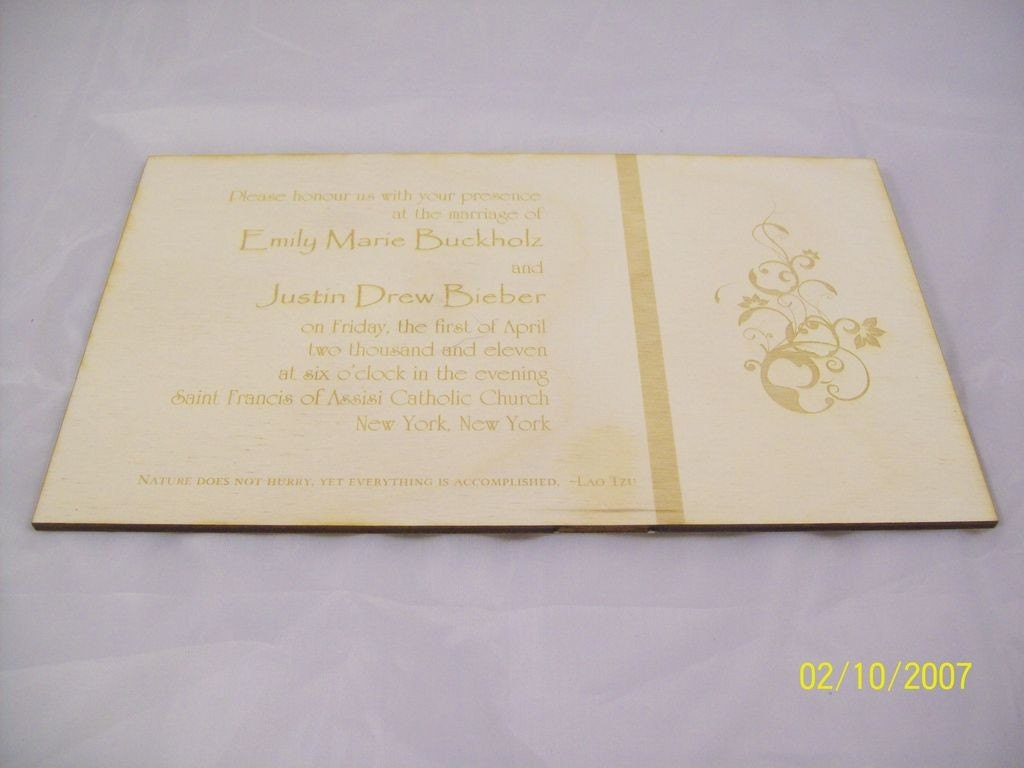 Please honour us with your presence
at the marriage of
Emily Marie Buckholz
and
Justin Drew Bieber
on Friday, the first of April
two thousand and eleven
at six o'clock in the evening
Saint Francis of Assisi Catholic Church
New York, New York
NATURE DOES NOT HURRY, YET EVERYTHING IS ACCOMPLISHED. ~LAO TZU
02/10/2007